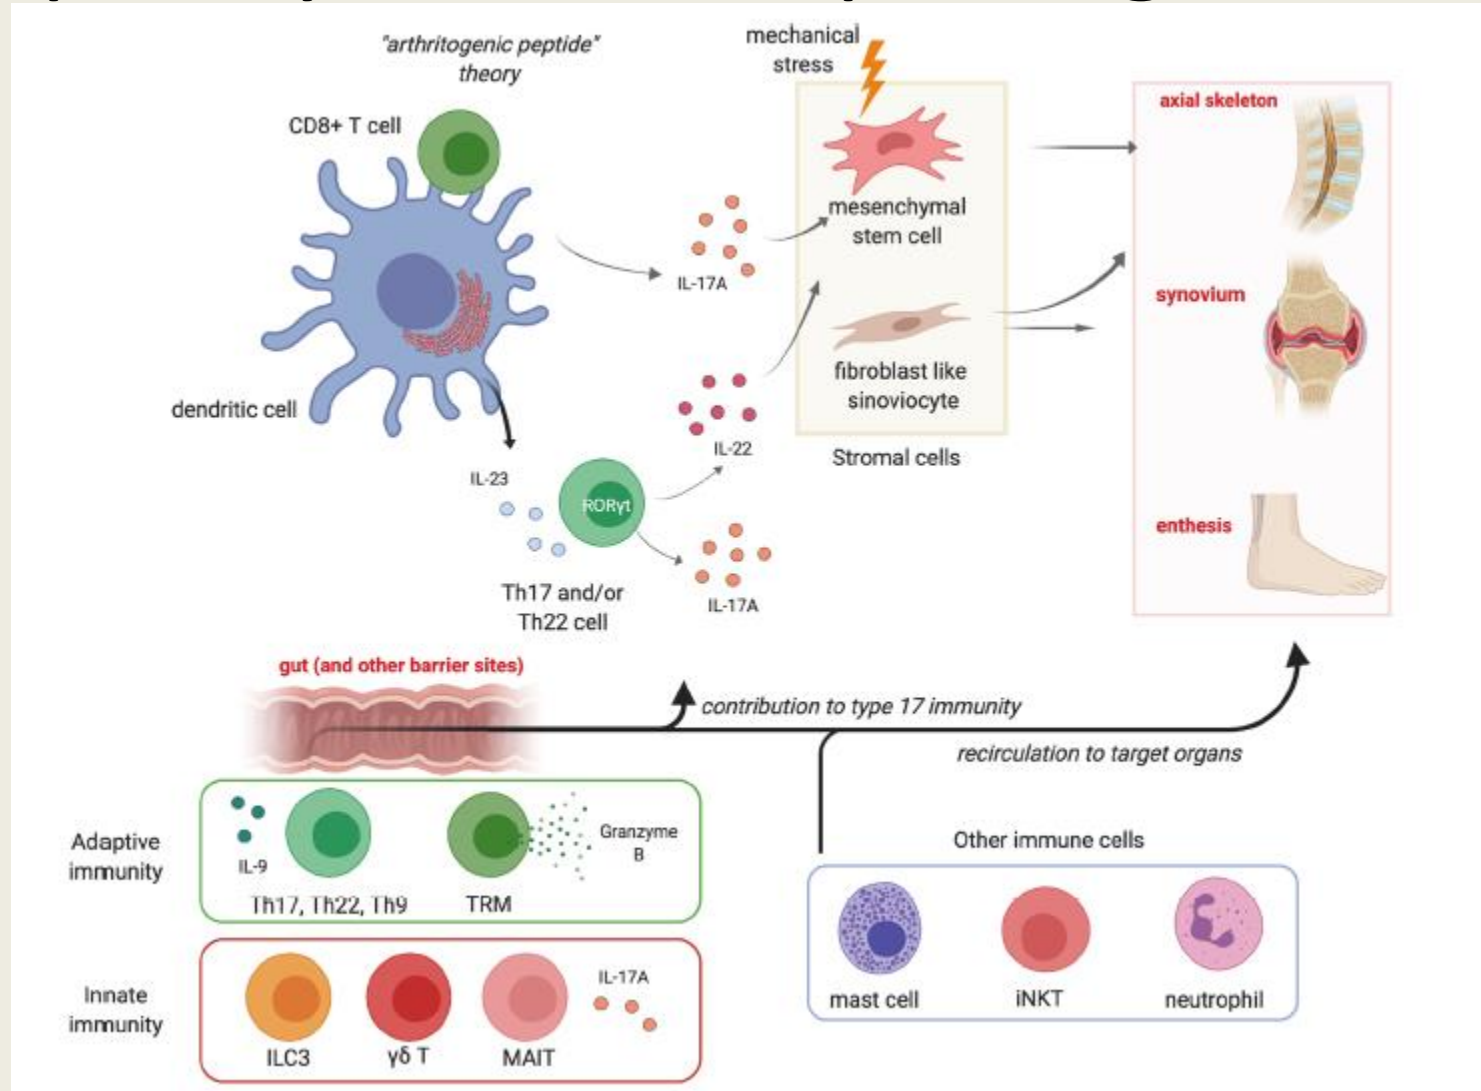 "arthritogenic peptide"
theory
mechanical
stress
CD8+ T cell
dendritic cell
IL-17A
mesenchymal
stem cell
fibroblast like
sinoviocyte
Stromal cells
axial skeleton
synovium
enthesis
IL-22
IL-23
RORγt
Th17 and/or
Th22 cell
IL-17A
gut (and other barrier sites)
contribution to type 17 immunity
recirculation to target organs
Adaptive
immunity
IL-9
Th17, Th22, Th9
TRM
Granzyme
B
Innate
immunity
ILC3
γδ T
MAIT
IL-17A
Other immune cells
mast cell
iNKT
neutrophil